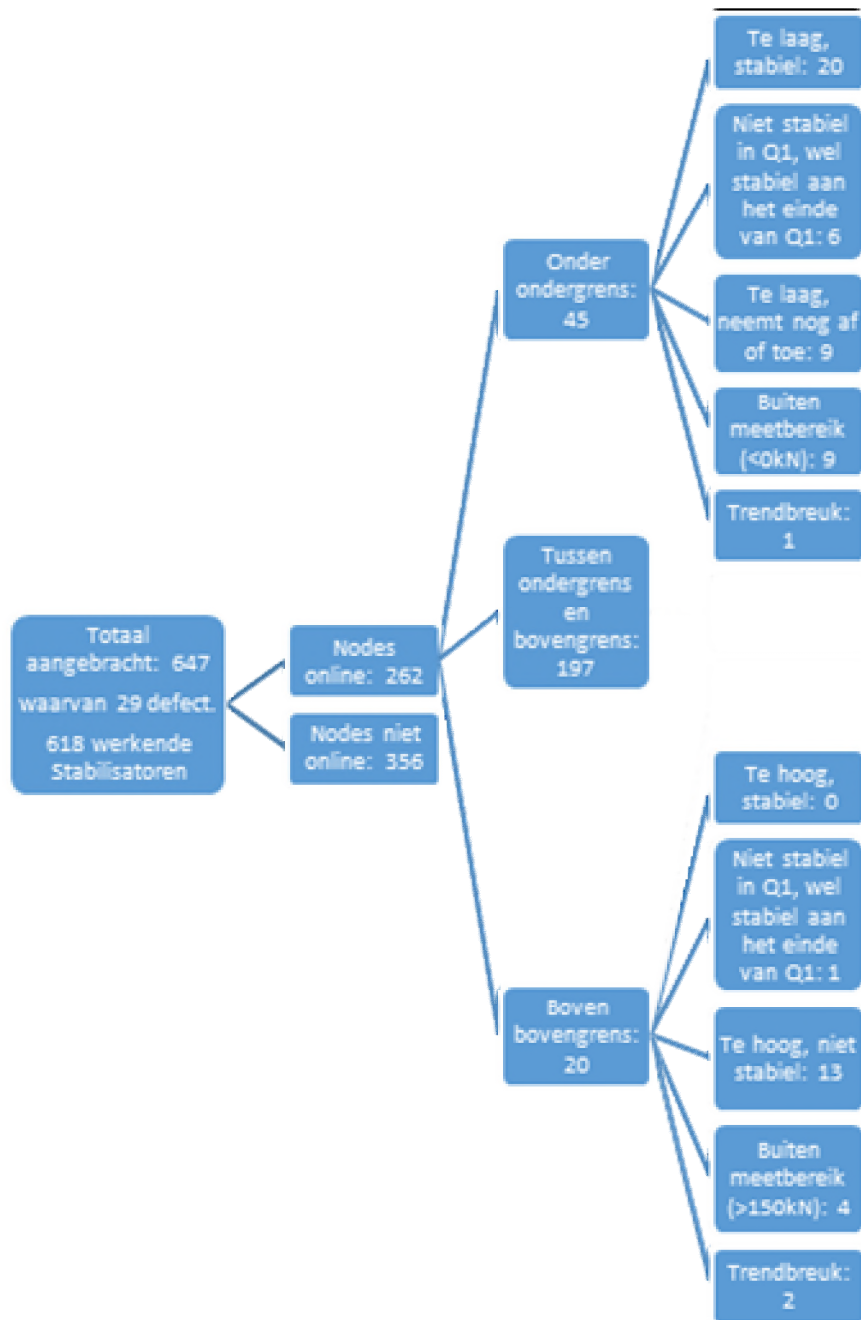 Totaal
aangebracht: 647
waarvan 29 defect.
618 werkende
Stabilisatoren
Nodes
online: 262
Nodes niet
online: 356
Onder
ondergrens:
45
Tussen
ondergrens
en
bovengrens:
197
Boven
bovengrens:
20
Te laag,
stabiel: 20
Niet stabiel
in Q1, wel
stabiel aan
het einde
van Q1: 6
Te laag,
neemt nog af
of toe: 9
Buiten
meetbereik
(<0kN): 9
Trendbreuk:
1
Te hoog,
stabiel: 0
Niet stabiel
in Q1, wel
stabiel aan
het einde
van Q1: 1
Te hoog, niet
stabiel: 13
Buiten
meetbereik
(>150kN): 4
Trendbreuk:
2